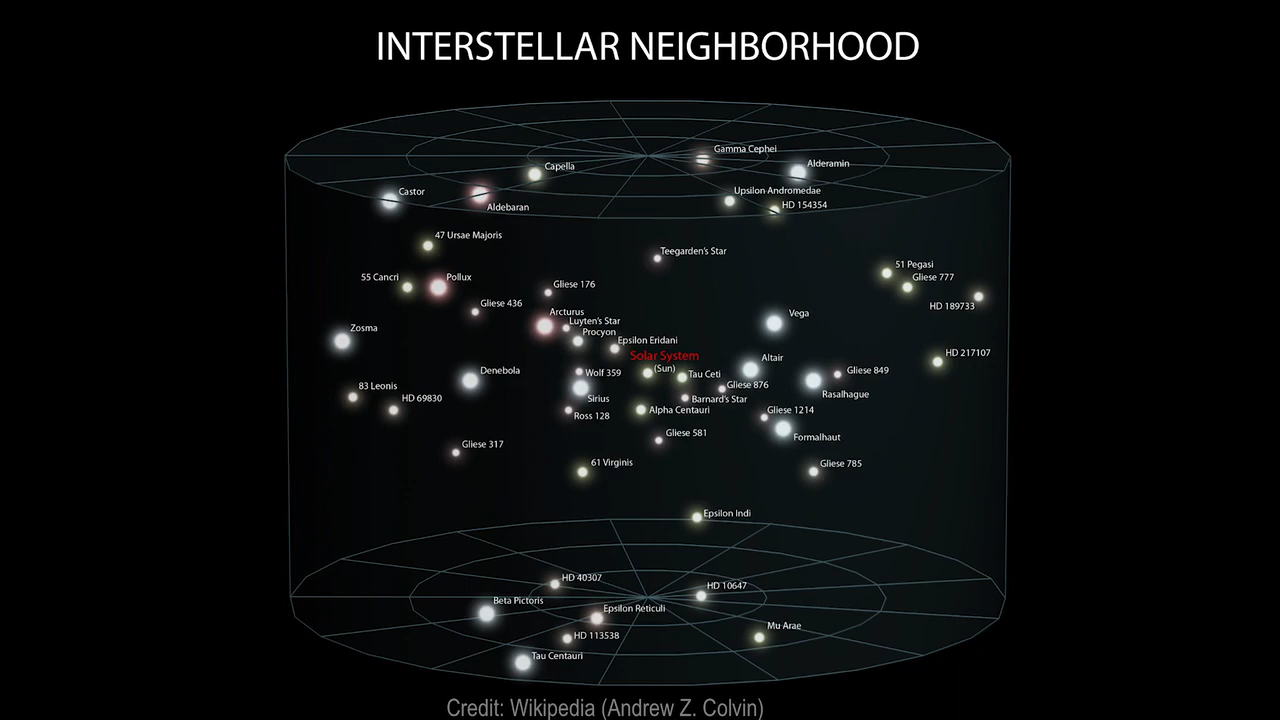 INTERSTELLAR NEIGHBORHOOD
Gamma Cephei
Alderamin
Capella
Castor
Upsilon Andromedae
HD 154354
Aldebaran
47 Ursae Majoris
Teegarden's Star
51 Pegasi
55 Cancri
Pollux
Gliese 777
Gliese 176
Gliese 436
HD 189733
Arcturus
Vega
Luyten's Star
Zosma
Procyon
Epsilon Eridani
Solar System
(Sun)
HD 217107
Altair
Denebola
Wolf 359
Tau Ceti
Gliese 849
83 Leonis
Gliese 876
HD 69830
Sirius
Barnard's Star
Rasalhague
Ross 128
Alpha Centauri
Gliese 1214
Gliese 581
Formalhaut
Gliese 317
61 Virginis
Gliese 785
Epsilon Indi
HD 40307
HD 10647
Beta Pictoris
Epsilon Reticuli
Mu Arae
HD 113538
Tau Centauri
Credit: Wikipedia (Andrew Z. Colvin)